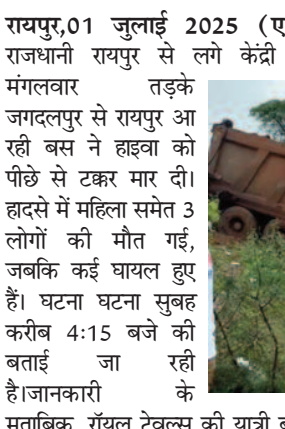 रायपुर,01 जुलाई 2025 (ए
राजधानी रायपुर से लगे केंद्री
मंगलवार तड़के
जगदलपुर से रायपुर आ
रही बस ने हाइवा को
पीछे से टक्कर मार दी।
हादसे में महिला समेत 3
लोगों की मौत गई,
जबकि कई घायल हुए
हैं। घटना घटना सुबह
करीब 4:15 बजे की
बताई जा रही
है।जानकारी के
मुताबिक, रॉयल ट्रेवल्स की यात्री